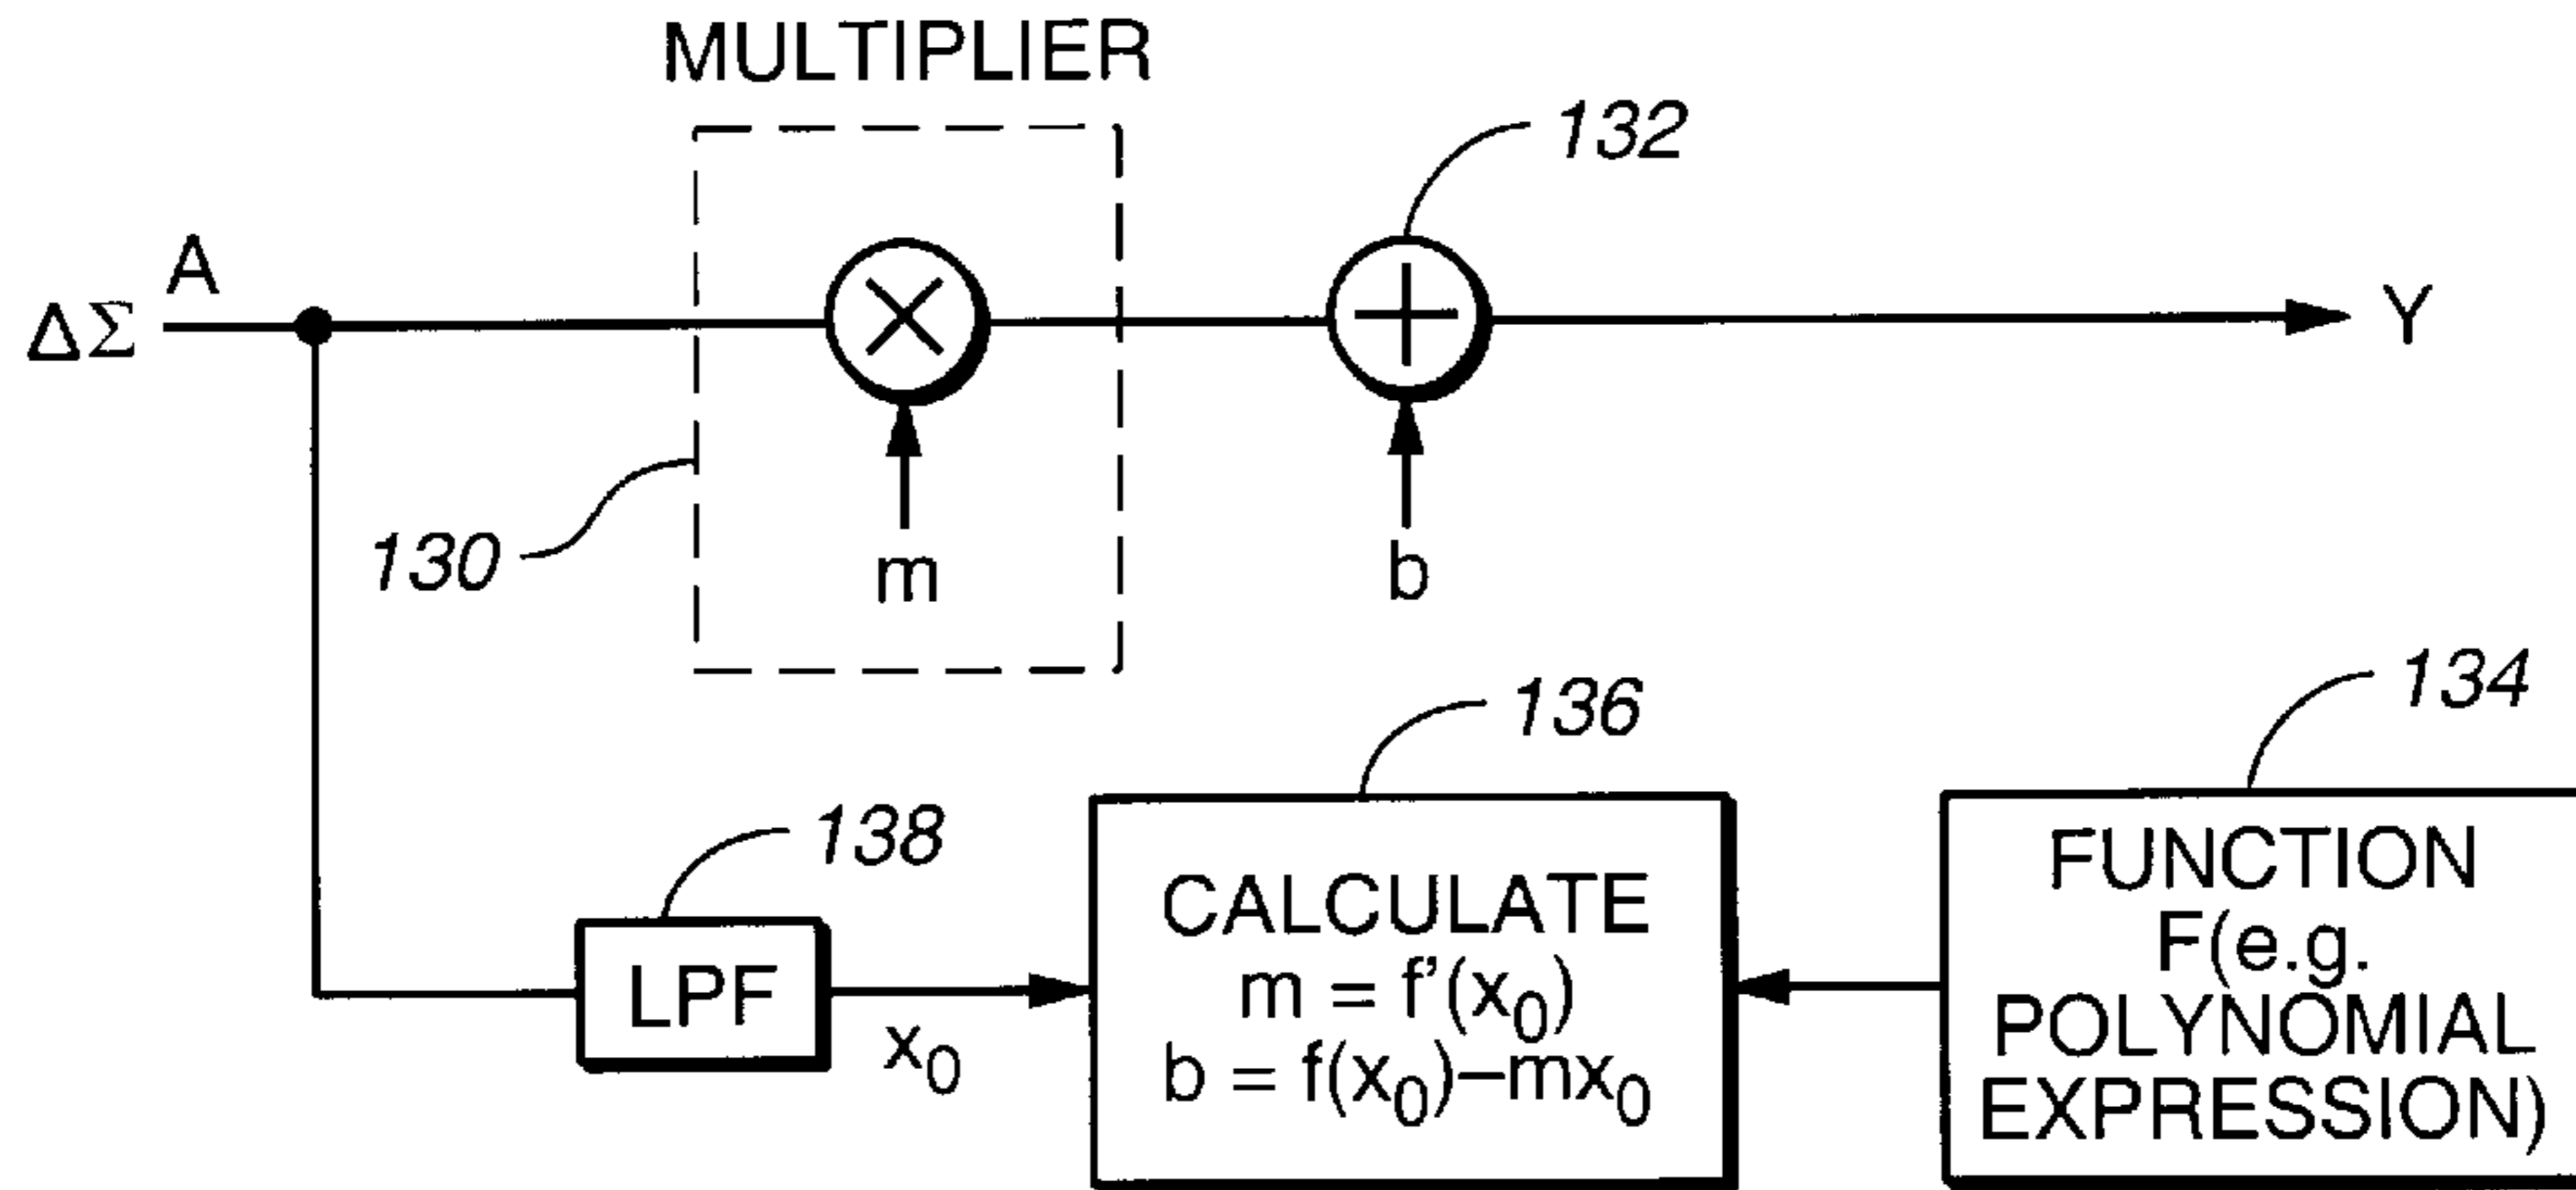 MULTIPLIER
132
A
ΔΣ
Y
130
m
b
136
134
138
LPF
x₀
CALCULATE
m = f'(x₀)
b = f(x₀)–mx₀
FUNCTION
F(e.g.
POLYNOMIAL
EXPRESSION)